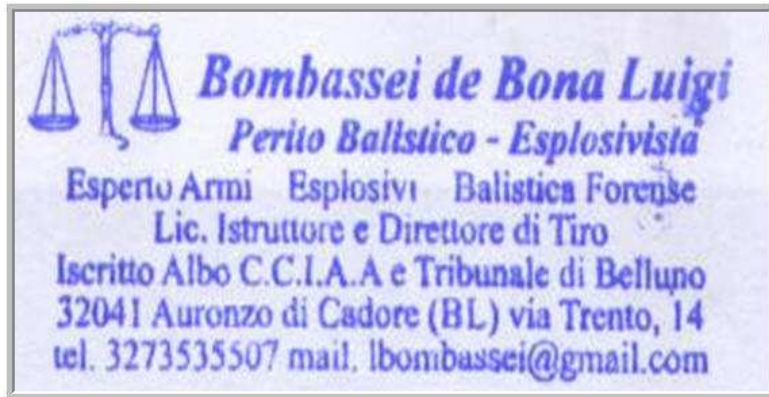 Bombassei de Bona Luigi
Perito Balistico - Esplosivista
Esperto Armi Esplosivi Balistica Forense
Lic. Istruttore e Direttore di Tiro
Iscritto Albo C.C.I.A.A e Tribunale di Belluno
32041 Auronzo di Cadore (BL) via Trento, 14
tel. 3273535507 mail. lbombassei@gmail.com